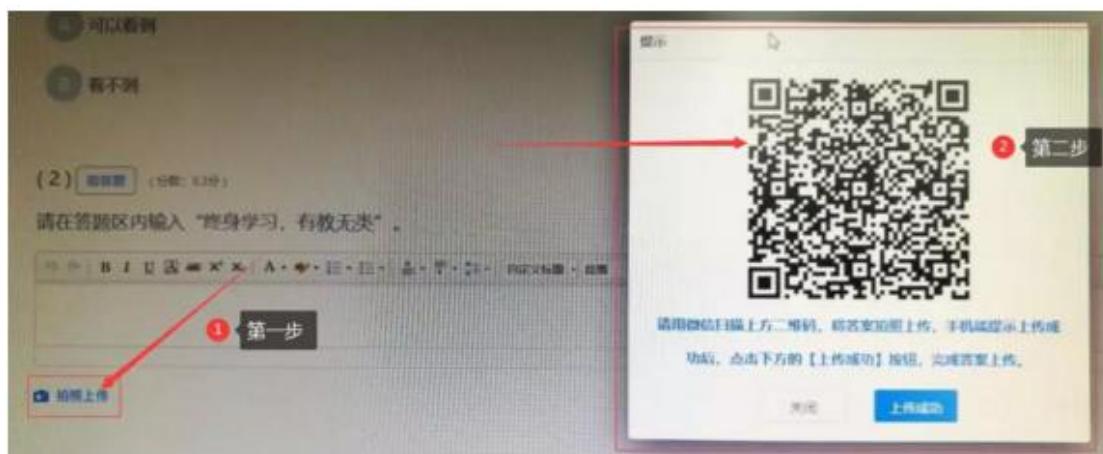 可以看到
看不到
(2)
(分数：
请在答题区内输入“终身学习，有教无类”。
B I U
A
1 第一步
拍照上传
提示
2 第二步
请用微信扫描上方二维码，将答案拍照上传，手机端提示上传成
功后，点击下方的【上传成功】按钮，完成答案上传。
关闭
上传成功